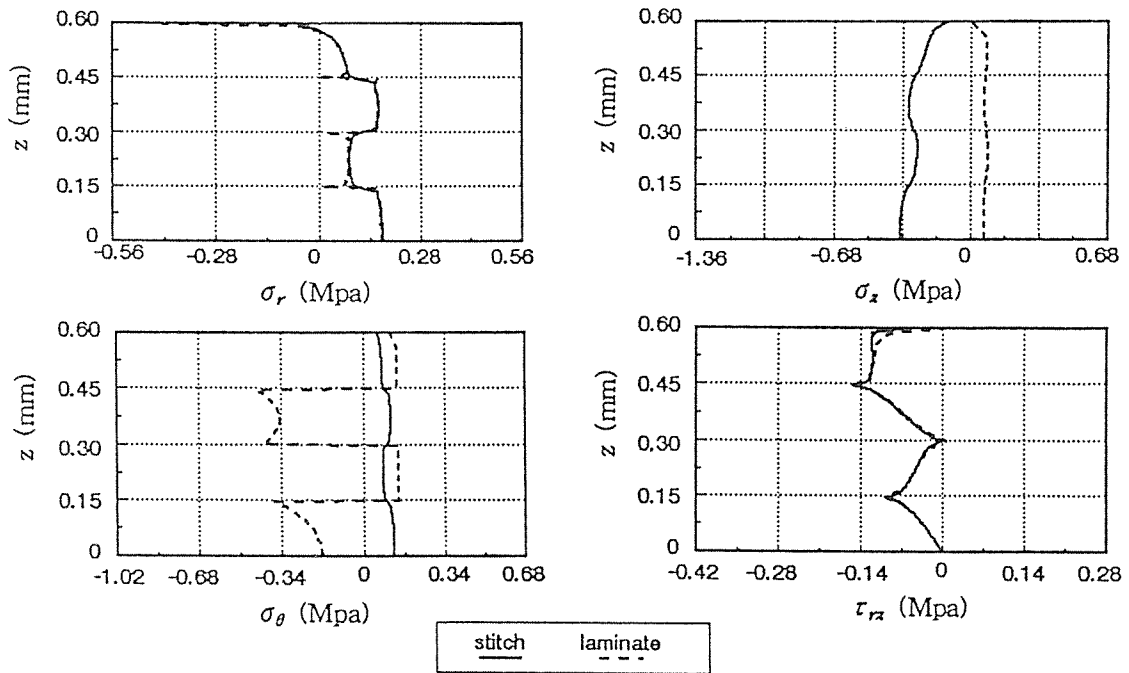 0.60
0.45
0.30
0.15
0
z (mm)
-0.56 -0.28 0 0.28 0.56
σr (Mpa)
0.60
0.45
0.30
0.15
0
z (mm)
-1.36 -0.68 0 0.68
σz (Mpa)
0.60
0.45
0.30
0.15
0
z (mm)
-1.02 -0.68 -0.34 0 0.34 0.68
σθ (Mpa)
0.60
0.45
0.30
0.15
0
z (mm)
-0.42 -0.28 -0.14 0 0.14 0.28
τrz (Mpa)
stitch laminate